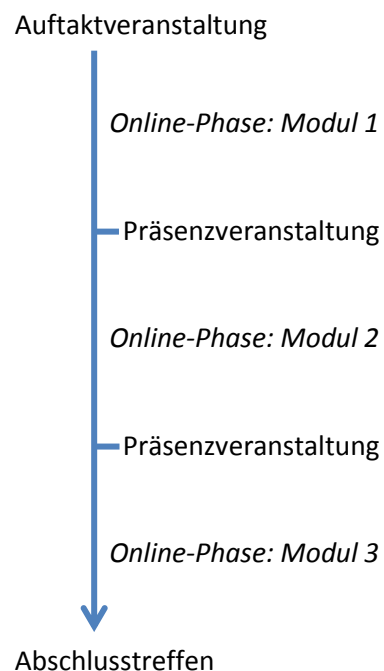 Auftaktveranstaltung
Online-Phase: Modul 1
Präsenzveranstaltung
Online-Phase: Modul 2
Präsenzveranstaltung
Online-Phase: Modul 3
Abschlusstreffen